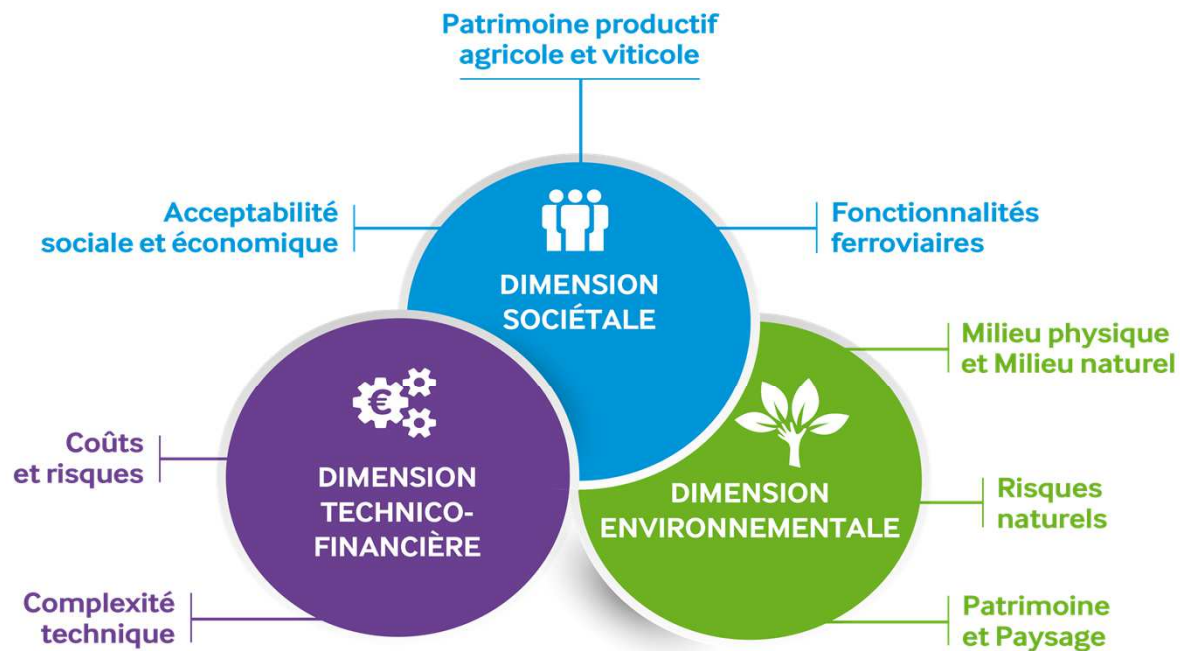 Patrimoine productif
agricole et viticole
Acceptabilité
sociale et économique
Fonctionnalités
ferroviaires
DIMENSION
SOCIÉTALE
Milieu physique
et Milieu naturel
Coûts
et risques
€
DIMENSION
TECHNICO-
FINANCIÈRE
DIMENSION
ENVIRONNEMENTALE
Risques
naturels
Complexité
technique
Patrimoine
et Paysage